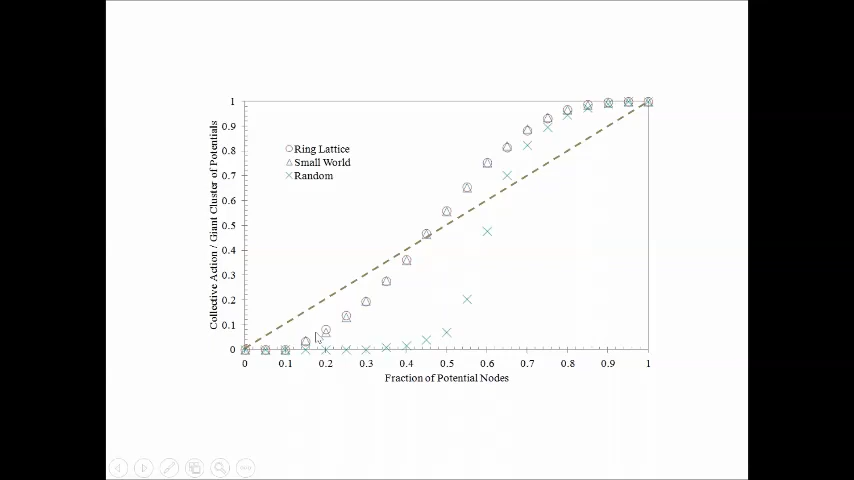 1
0.9
0.8
0.7
0.6
0.5
0.4
0.3
0.2
0.1
0
Collective Action / Giant Cluster of Potentials
Ring Lattice
Small World
Random
0 0.1 0.2 0.3 0.4 0.5 0.6 0.7 0.8 0.9 1
Fraction of Potential Nodes